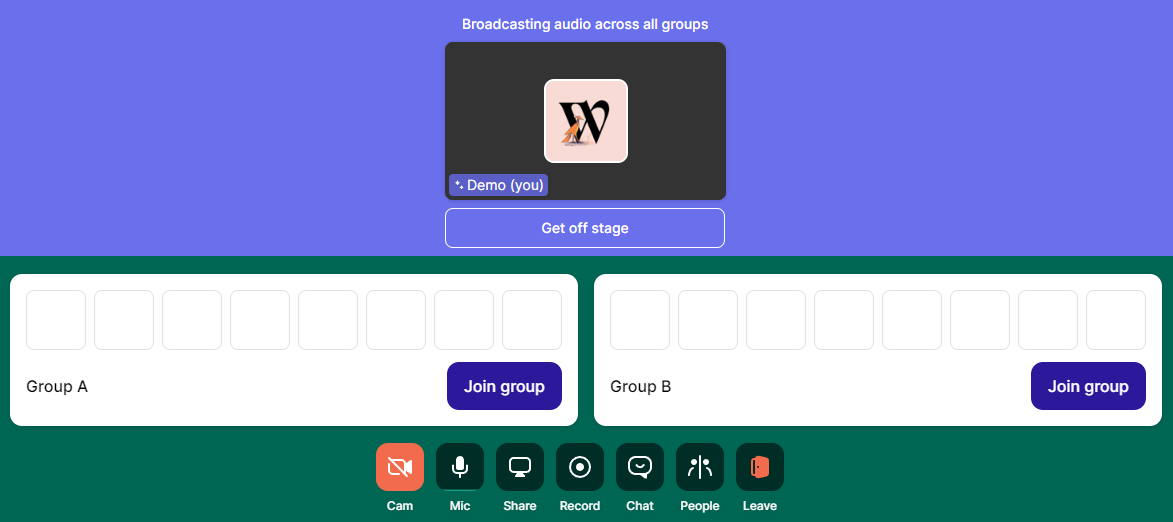 Broadcasting audio across all groups
W
Demo (you)
Get off stage
Group A
Join group
Group B
Join group
Cam
Mic
Share
Record
Chat
People
Leave